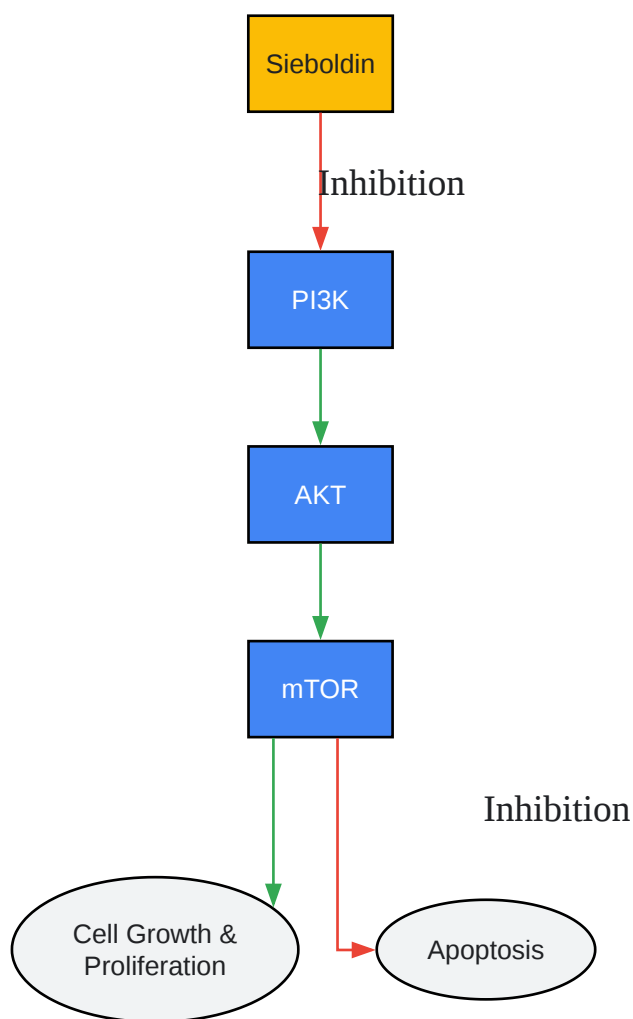 Sieboldin
Inhibition
PI3K
AKT
mTOR
Inhibition
Cell Growth &
Proliferation
Apoptosis